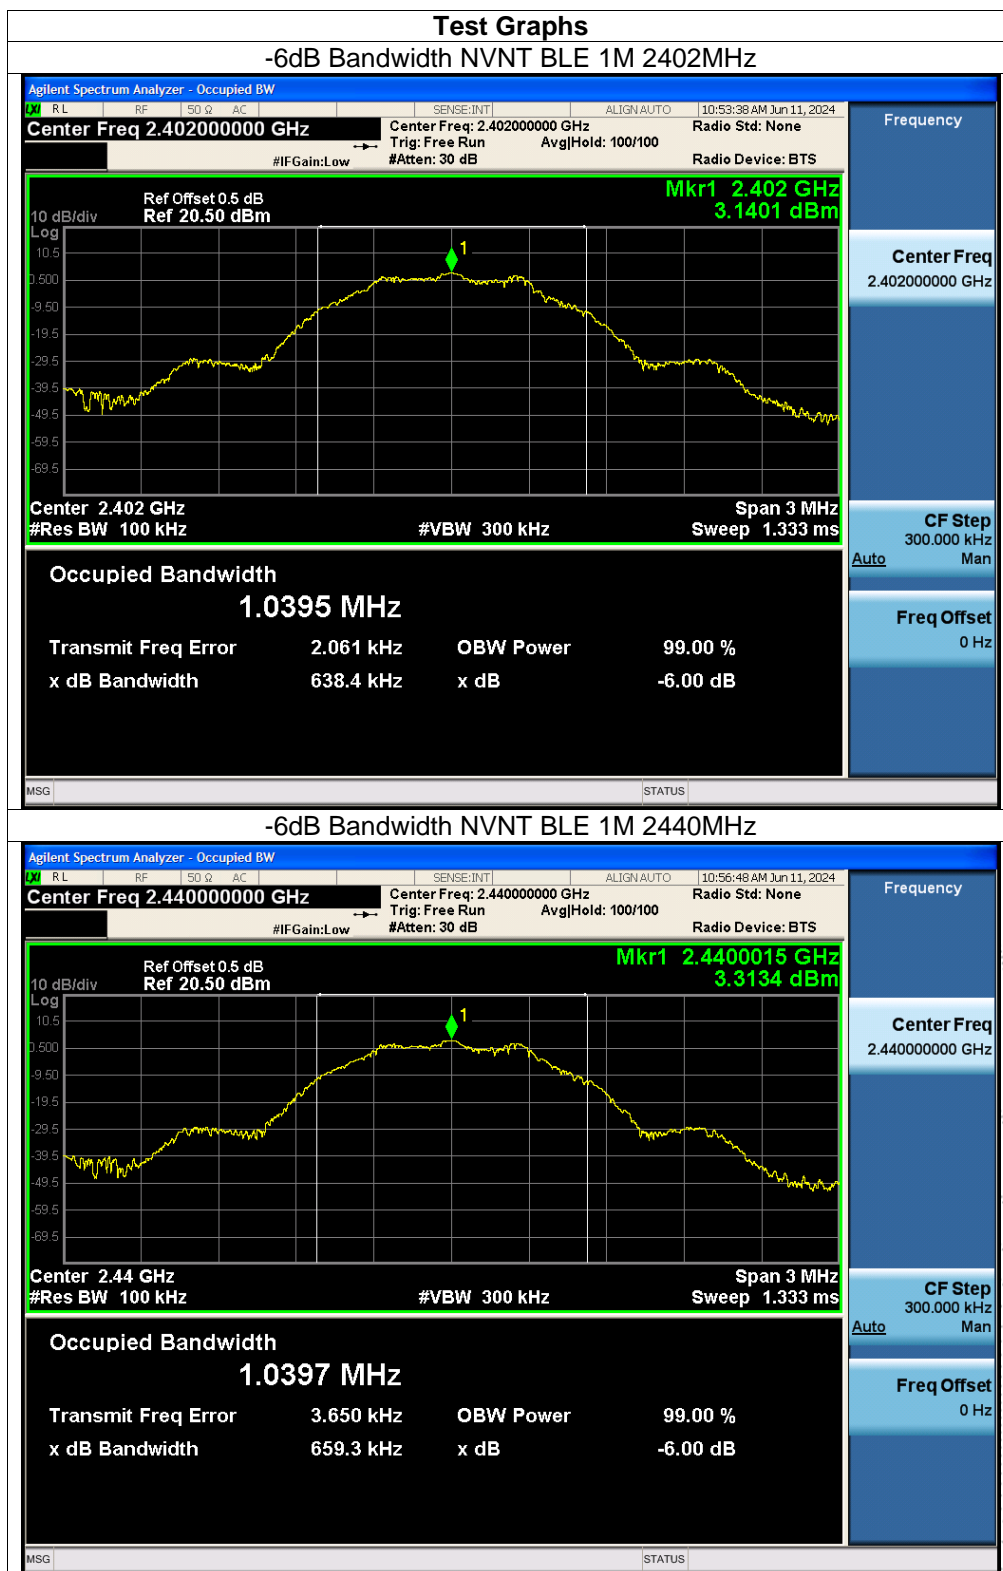 Test Graphs
-6dB Bandwidth NVNT BLE 1M 2402MHz
Agilent Spectrum Analyzer - Occupied BW
LXI RL RF 50 Ω AC SENSE:INT ALIGN AUTO 10:53:38 AM Jun 11, 2024
Center Freq 2.402000000 GHz
Center Freq: 2.402000000 GHz Radio Std: None
Trig: Free Run Avg|Hold: 100/100
#IFGain:Low #Atten: 30 dB Radio Device: BTS
Frequency
Mkr1 2.402 GHz
3.1401 dBm
Ref Offset 0.5 dB
10 dB/div Ref 20.50 dBm
Log
10.5
0.500
-9.50
-19.5
-29.5
-39.5
-49.5
-59.5
-69.5
1
Center 2.402 GHz Span 3 MHz
#Res BW 100 kHz #VBW 300 kHz Sweep 1.333 ms
Center Freq
2.402000000 GHz
CF Step
300.000 kHz
Auto Man
Freq Offset
0 Hz
Occupied Bandwidth
1.0395 MHz
Transmit Freq Error 2.061 kHz OBW Power 99.00 %
x dB Bandwidth 638.4 kHz x dB -6.00 dB
MSG STATUS
-6dB Bandwidth NVNT BLE 1M 2440MHz
Agilent Spectrum Analyzer - Occupied BW
LXI RL RF 50 Ω AC SENSE:INT ALIGN AUTO 10:56:48 AM Jun 11, 2024
Center Freq 2.440000000 GHz
Center Freq: 2.440000000 GHz Radio Std: None
Trig: Free Run Avg|Hold: 100/100
#IFGain:Low #Atten: 30 dB Radio Device: BTS
Frequency
Mkr1 2.4400015 GHz
3.3134 dBm
Ref Offset 0.5 dB
10 dB/div Ref 20.50 dBm
Log
10.5
0.500
-9.50
-19.5
-29.5
-39.5
-49.5
-59.5
-69.5
1
Center 2.44 GHz Span 3 MHz
#Res BW 100 kHz #VBW 300 kHz Sweep 1.333 ms
Center Freq
2.440000000 GHz
CF Step
300.000 kHz
Auto Man
Freq Offset
0 Hz
Occupied Bandwidth
1.0397 MHz
Transmit Freq Error 3.650 kHz OBW Power 99.00 %
x dB Bandwidth 659.3 kHz x dB -6.00 dB
MSG STATUS